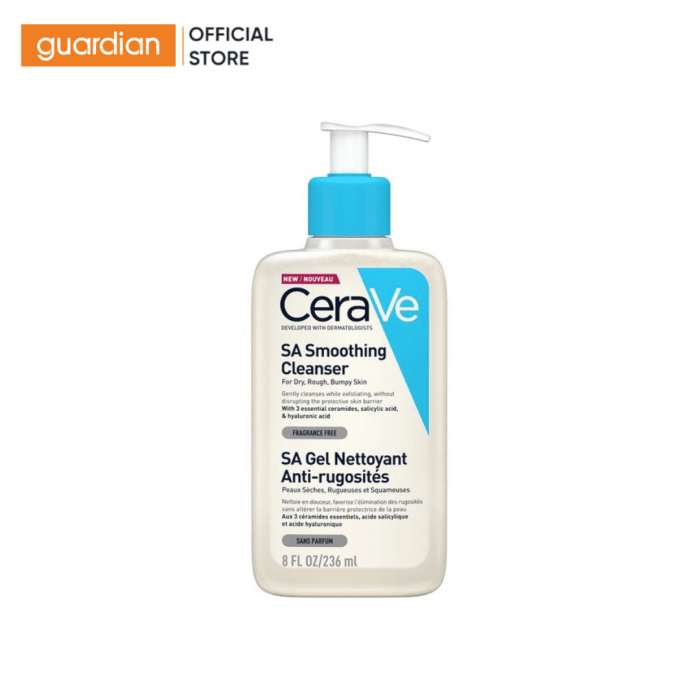 guardian
OFFICIAL
STORE
NEW / NOUVEAU
CeraVe
DEVELOPED WITH DERMATOLOGISTS
SA Smoothing
Cleanser
For Dry, Rough, Bumpy Skin
Gently cleanses while exfoliating, without
disrupting the protective skin barrier
With 3 essential ceramides, salicylic acid,
& hyaluronic acid
FRAGRANCE FREE
SA Gel Nettoyant
Anti-rugosités
Peaux Sèches, Rugueuses et Squameuses
Nettoie en douceur, favorise l'élimination des rugosités
sans altérer la barrière protectrice de la peau
Aux 3 céramides essentiels, acide salicylique
et acide hyaluronique
SANS PARFUM
8 FL OZ/236 ml